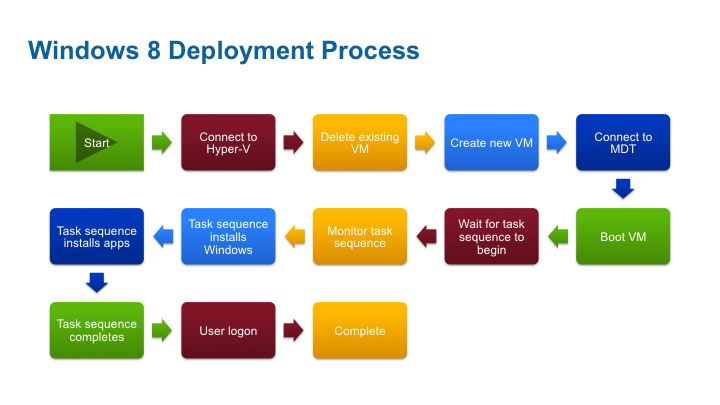 Windows 8 Deployment Process
Start
Connect to
Hyper-V
Delete existing
VM
Create new VM
Connect to
MDT
Boot VM
Wait for task
sequence to
begin
Monitor task
sequence
Task sequence
installs
Windows
Task sequence
installs apps
Task sequence
completes
User logon
Complete